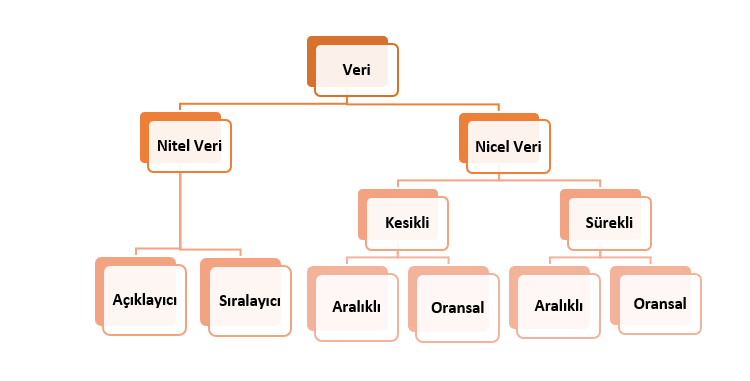 Veri
Nitel Veri
Nicel Veri
Kesikli
Sürekli
Açıklayıcı
Sıralayıcı
Aralıklı
Oransal
Aralıklı
Oransal